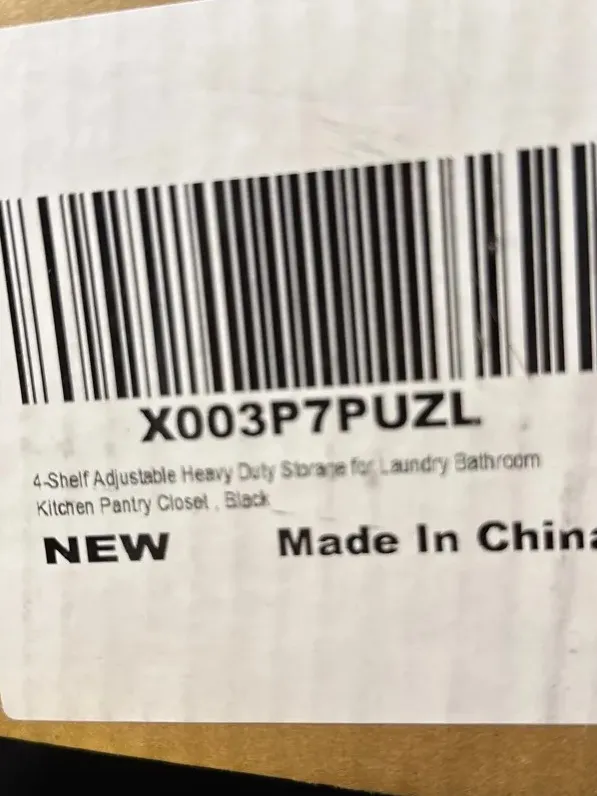 X003P7PUZL
4-Shelf Adjustable Heavy Duty Storage for Laundry Bathroom
Kitchen Pantry Closet , Black
NEW Made In China